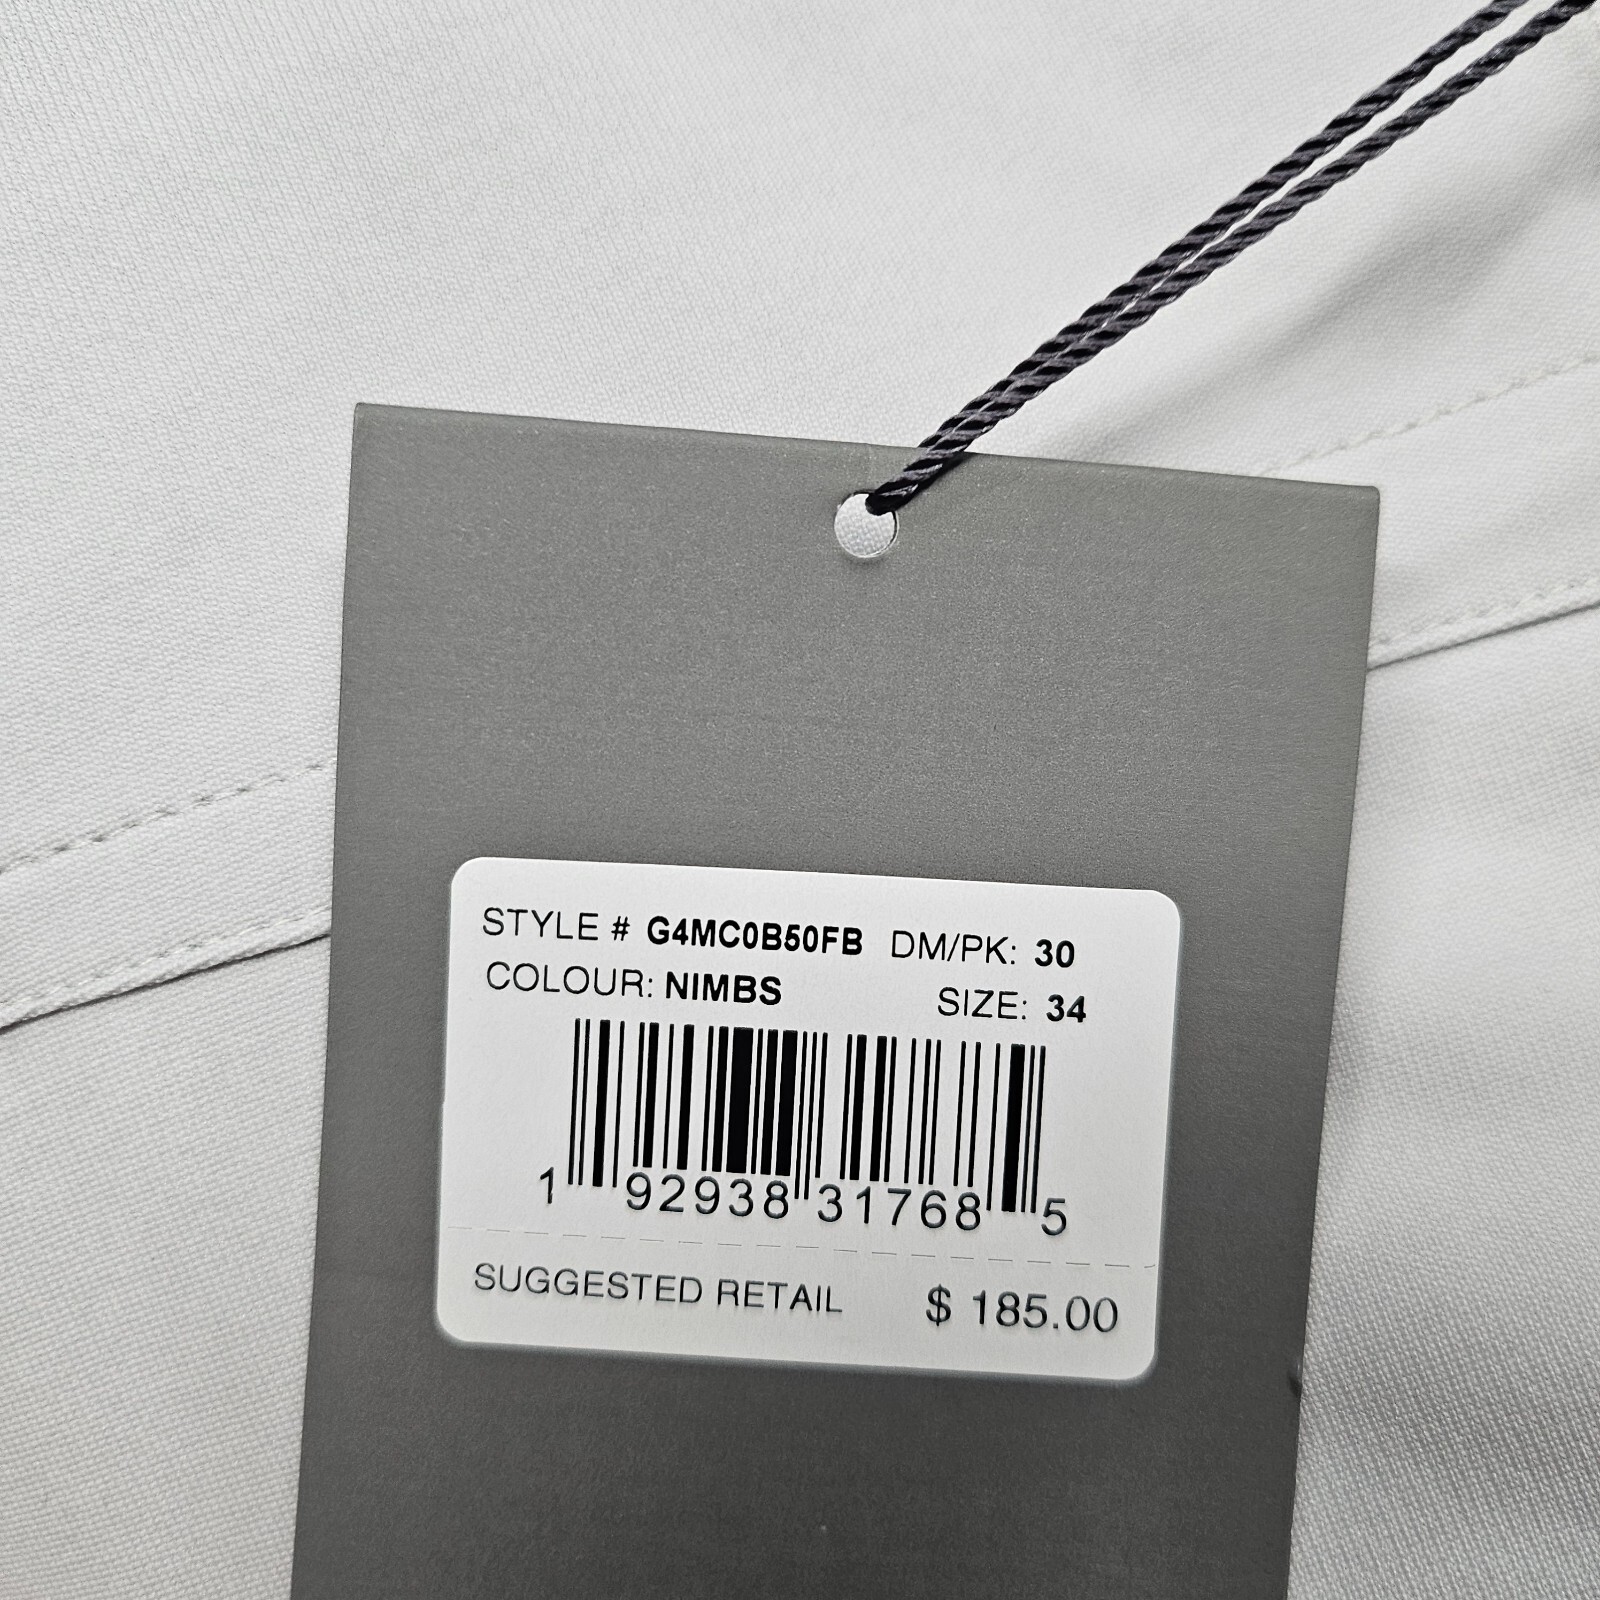 STYLE # G4MC0B50FB DM/PK: 30
COLOUR: NIMBS SIZE: 34
1 92938 31768 5
SUGGESTED RETAIL $ 185.00